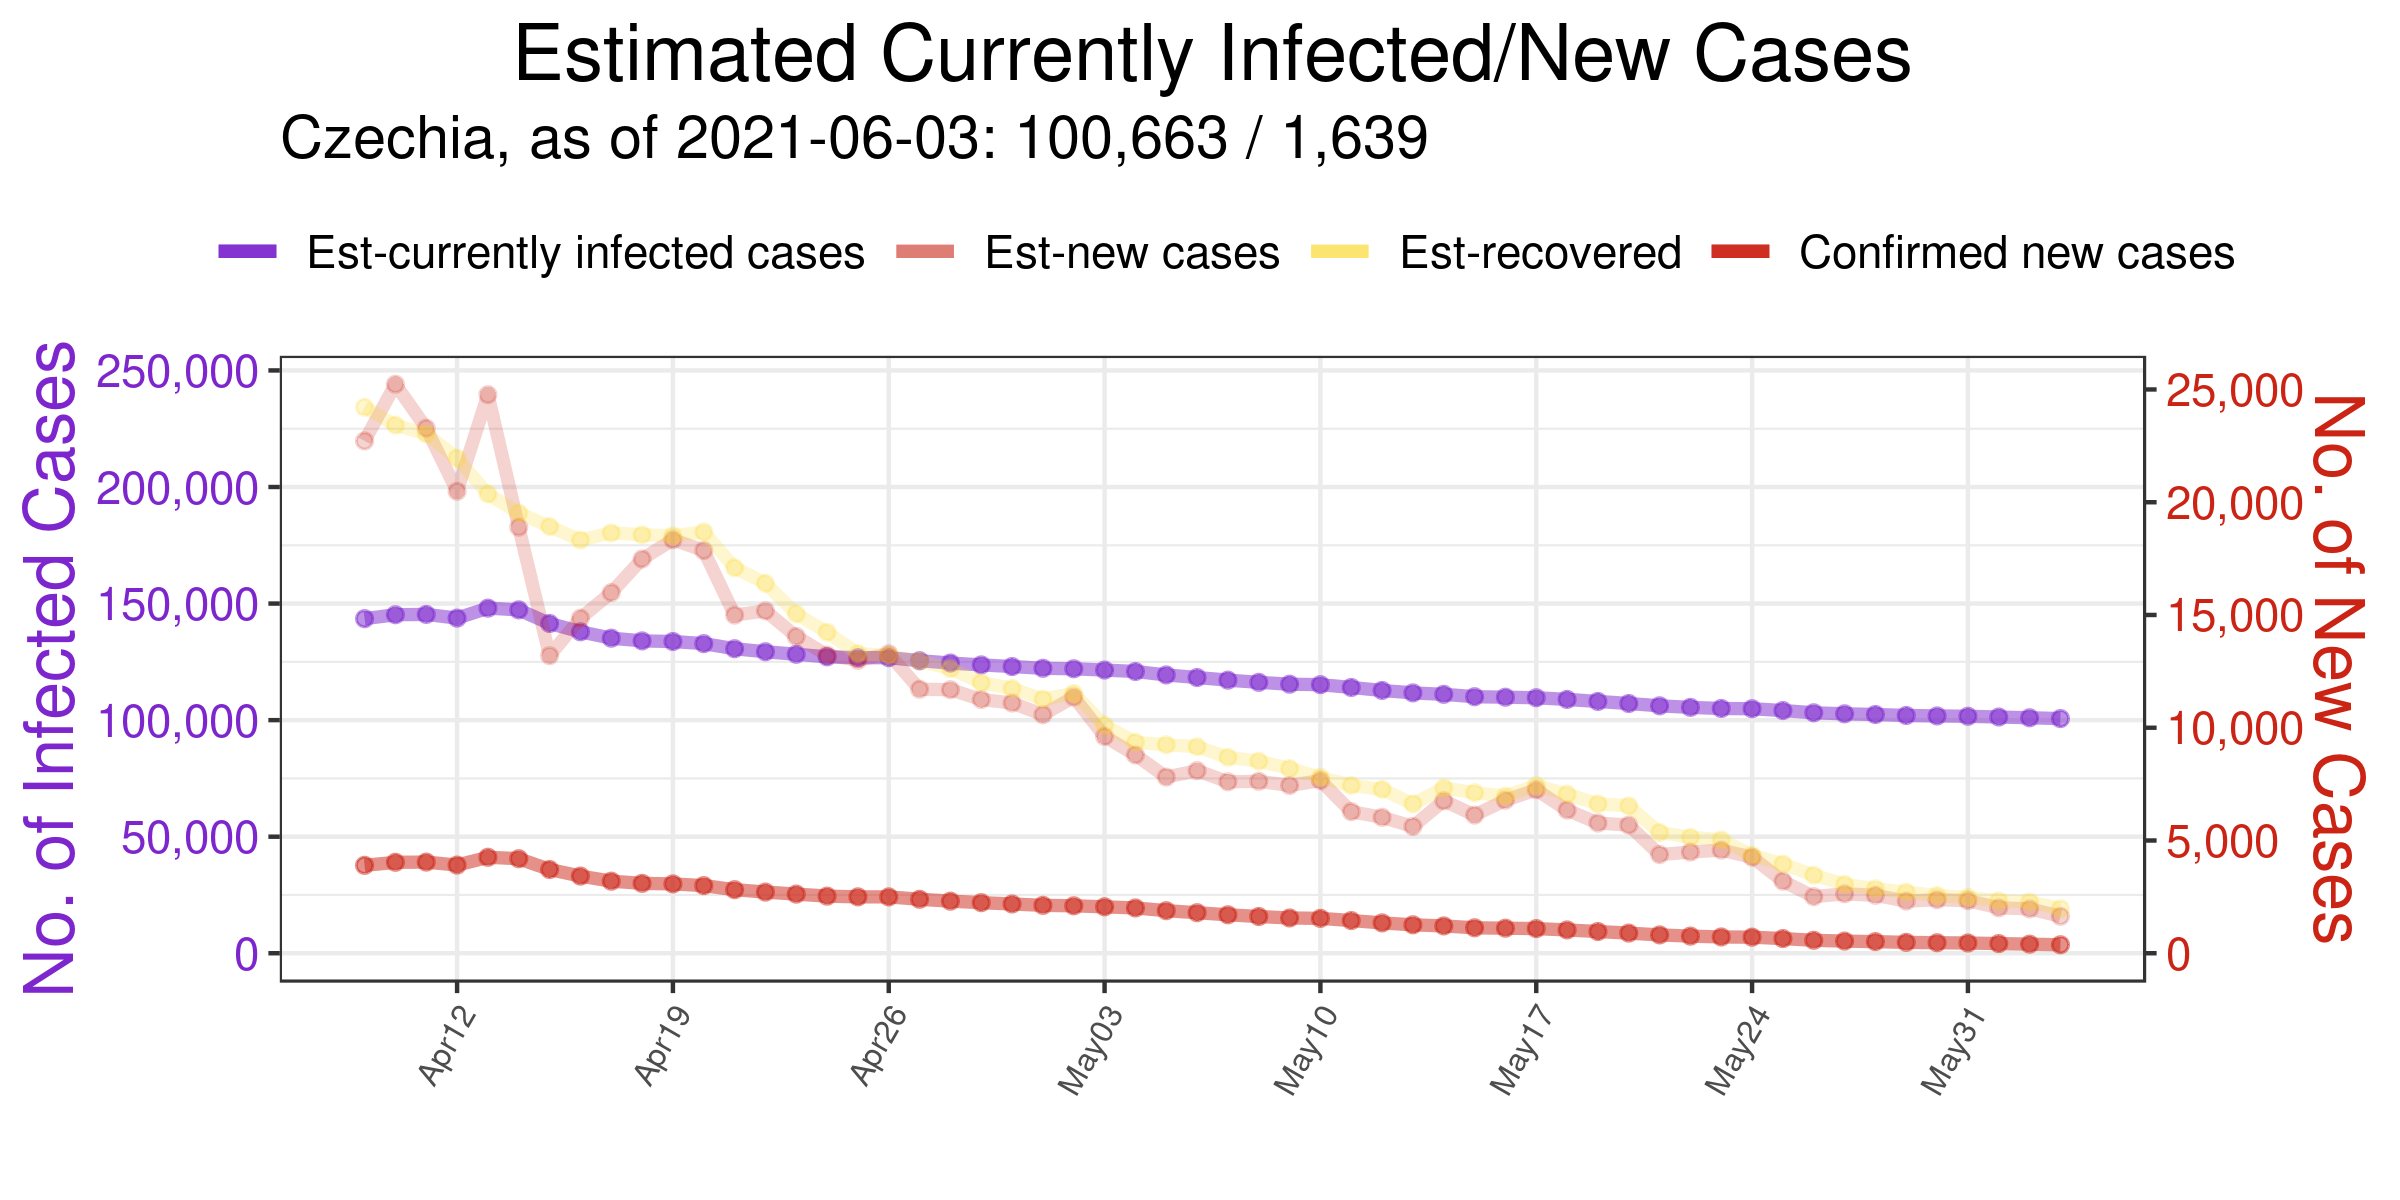 Estimated Currently Infected/New Cases
Czechia, as of 2021-06-03: 100,663 / 1,639
Est-currently infected cases Est-new cases Est-recovered Confirmed new cases
No. of Infected Cases
250,000
200,000
150,000
100,000
50,000
0
25,000
20,000
15,000
10,000
5,000
0
No. of New Cases
Apr12 Apr19 Apr26 May03 May10 May17 May24 May31